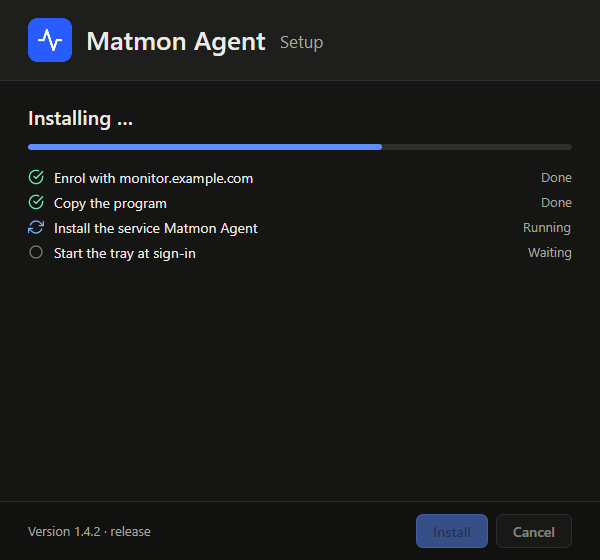 Matmon Agent Setup
Installing ...
Enrol with monitor.example.com Done
Copy the program Done
Install the service Matmon Agent Running
Start the tray at sign-in Waiting
Version 1.4.2 · release Install Cancel